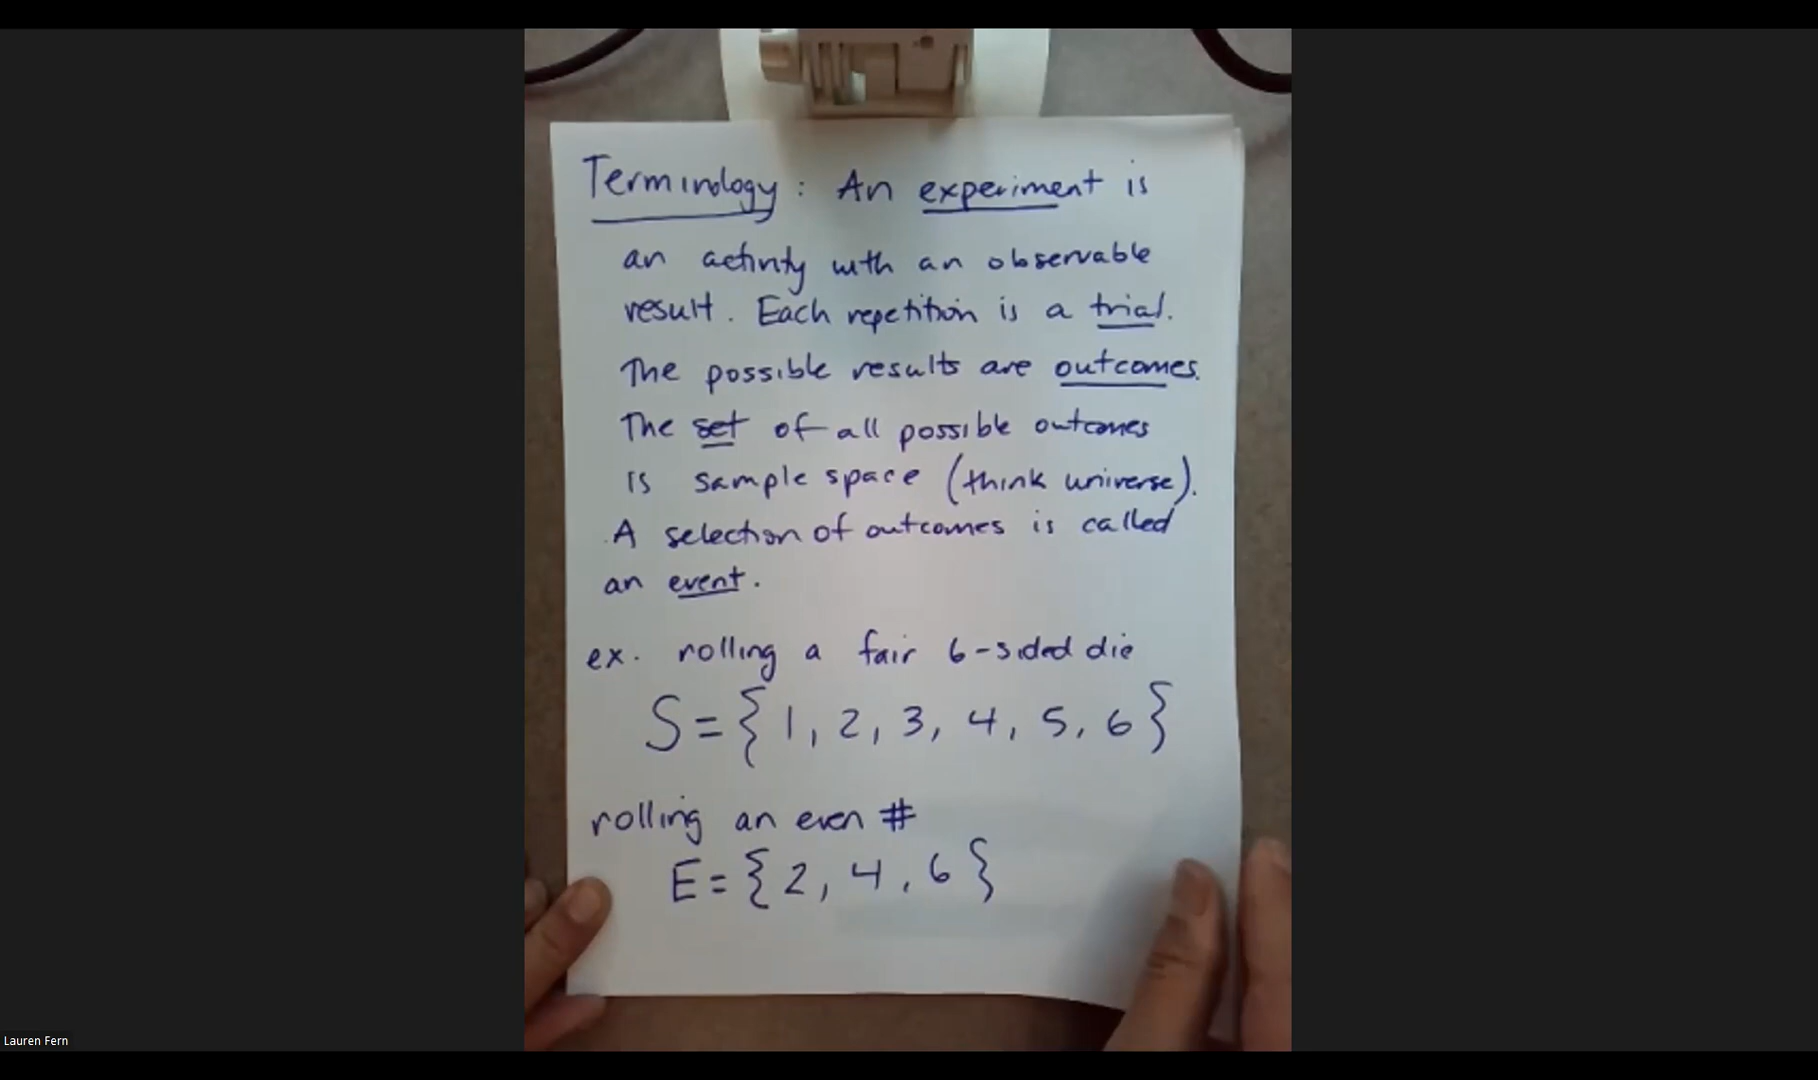 Terminology: An experiment is
an activity with an observable
result. Each repetition is a trial.
The possible results are outcomes.
The set of all possible outcomes
is sample space (think universe).
A selection of outcomes is called
an event.
ex. rolling a fair 6-sided die
S = { 1, 2, 3, 4, 5, 6 }
rolling an even #
E = { 2, 4, 6 }
Lauren Fern